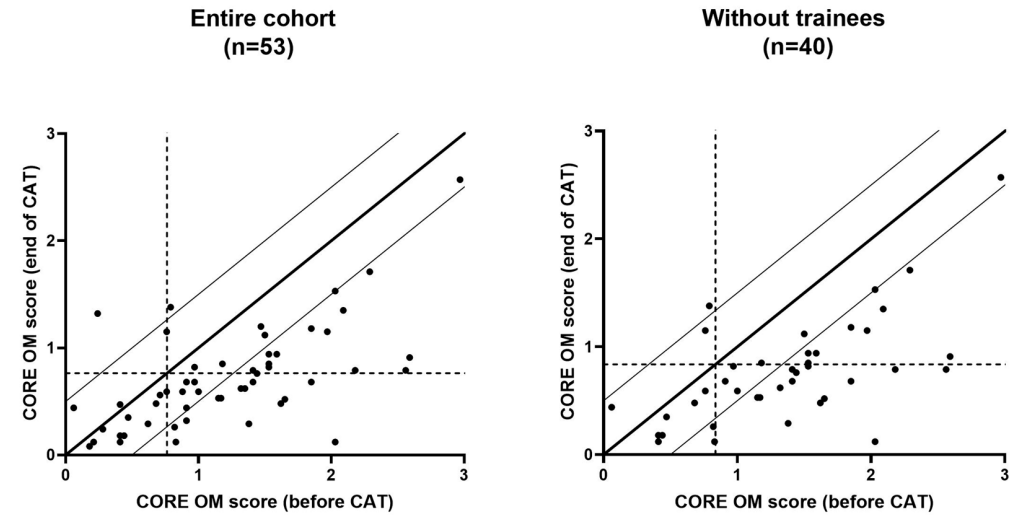 Entire cohort
(n=53)
3
2
1
0
0 1 2 3
CORE OM score (end of CAT)
CORE OM score (before CAT)
Without trainees
(n=40)
3
2
1
0
0 1 2 3
CORE OM score (end of CAT)
CORE OM score (before CAT)